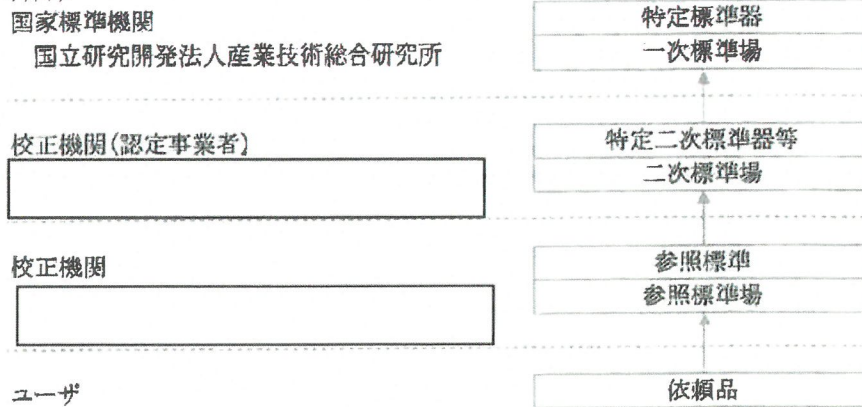 国家標準機関
国立研究開発法人産業技術総合研究所
特定標準器
一次標準場
校正機関(認定事業者)
特定二次標準器等
二次標準場
校正機関
参照標準
参照標準場
ユーザ
依頼品